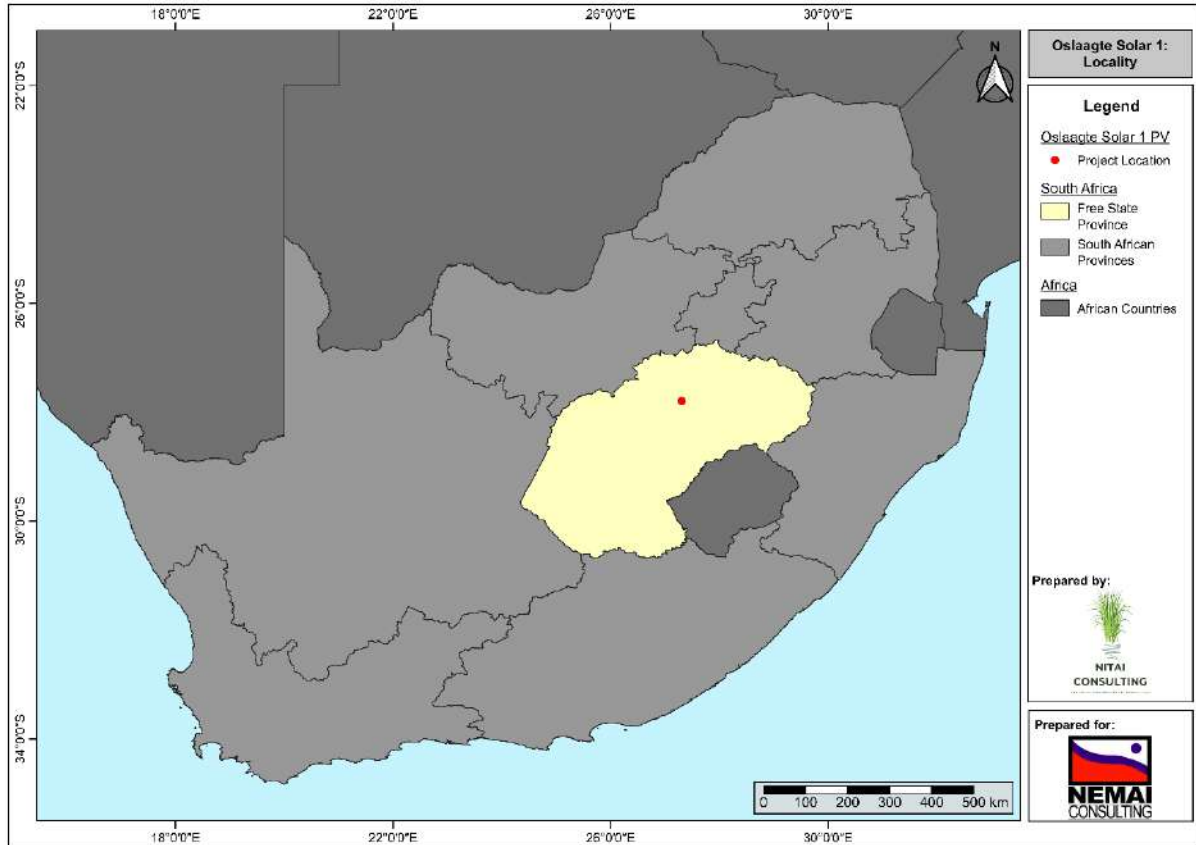 18°0'0"E 22°0'0"E 26°0'0"E 30°0'0"E
22°0'0"S
26°0'0"S
30°0'0"S
34°0'0"S
N
0 100 200 300 400 500 km
18°0'0"E 22°0'0"E 26°0'0"E 30°0'0"E
Oslaagte Solar 1:
Locality
Legend
Oslaagte Solar 1 PV
Project Location
South Africa
Free State
Province
South African
Provinces
Africa
African Countries
Prepared by:
NITAI
CONSULTING
Prepared for:
NEMAI
CONSULTING